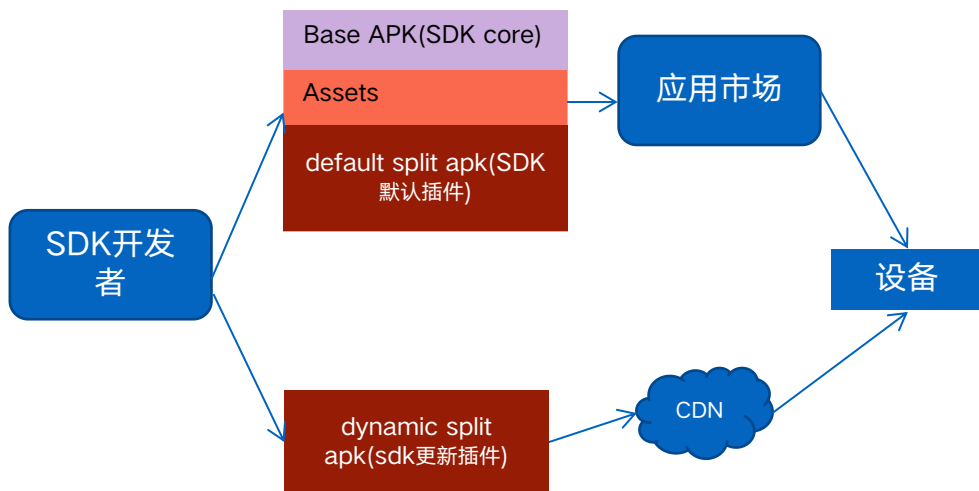 Base APK(SDK core)
Assets
default split apk(SDK
默认插件)
应用市场
SDK开发
者
设备
dynamic split
apk(sdk更新插件)
CDN